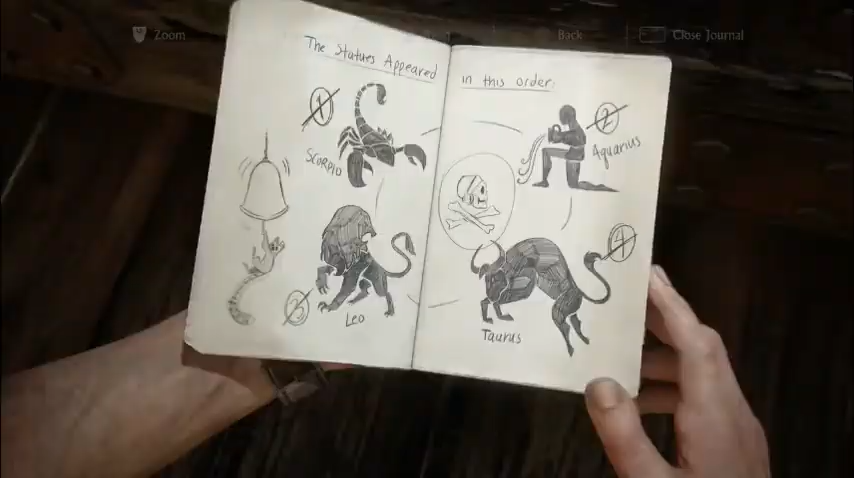 Zoom
Back
Close Journal
The Statues Appeared
in this order:
1
Scorpio
2
Aquarius
3
Leo
4
Taurus